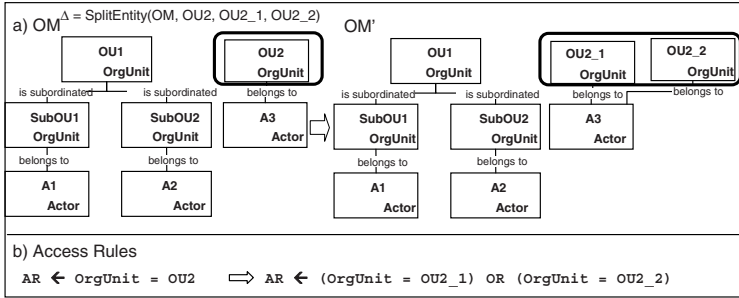 a) OM Δ = SplitEntity(OM, OU2, OU2_1, OU2_2) OM’
OU1 OU2 OU1 OU2_1 OU2_2
OrgUnit OrgUnit OrgUnit OrgUnit OrgUnit
is subordinated is subordinated belongs to is subordinated is subordinated belongs to belongs to
SubOU1 SubOU2 A3 SubOU1 SubOU2 A3
OrgUnit OrgUnit Actor OrgUnit OrgUnit Actor
belongs to belongs to belongs to belongs to
A1 A2 A1 A2
Actor Actor Actor Actor
b) Access Rules
AR ← OrgUnit = OU2 ⇨ AR ← (OrgUnit = OU2_1) OR (OrgUnit = OU2_2)